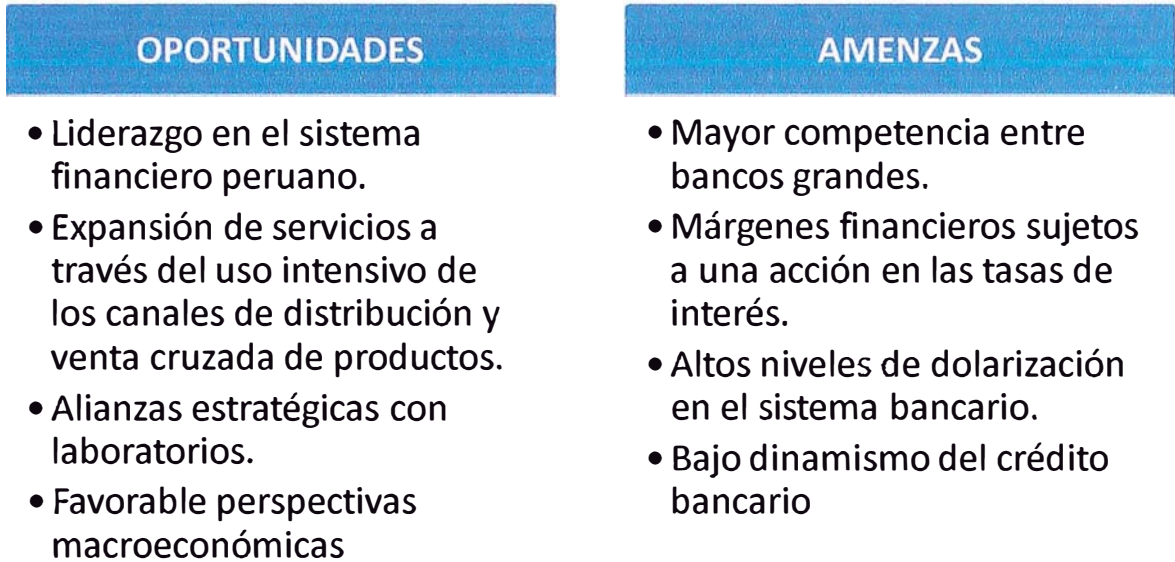 OPORTUNIDADES
• Liderazgo en el sistema
financiero peruano.
• Expansión de servicios a
través del uso intensivo de
los canales de distribución y
venta cruzada de productos.
• Alianzas estratégicas con
laboratorios.
• Favorable perspectivas
macroeconómicas
AMENZAS
• Mayor competencia entre
bancos grandes.
• Márgenes financieros sujetos
a una acción en las tasas de
interés.
• Altos niveles de dolarización
en el sistema bancario.
• Bajo dinamismo del crédito
bancario